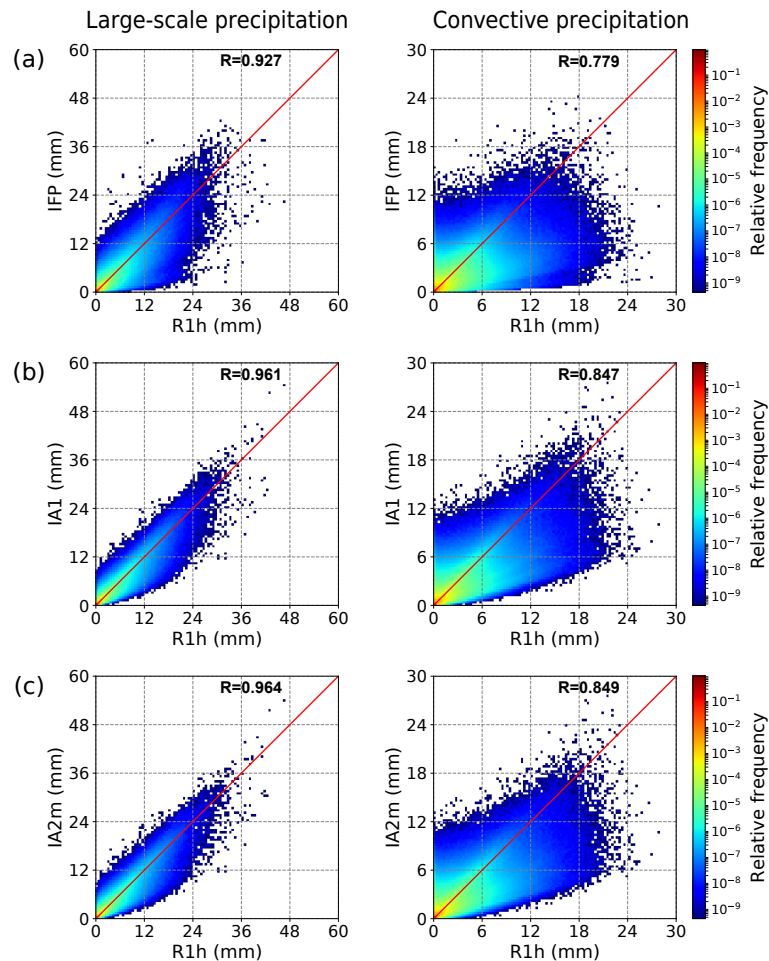 Large-scale precipitation
Convective precipitation
(a)
R=0.927
60
48
36
24
12
0
IFP (mm)
0 12 24 36 48 60
R1h (mm)
R=0.779
30
24
18
12
6
0
IFP (mm)
0 6 12 18 24 30
R1h (mm)
10⁻¹
10⁻²
10⁻³
10⁻⁴
10⁻⁵
10⁻⁶
10⁻⁷
10⁻⁸
10⁻⁹
Relative frequency
(b)
R=0.961
60
48
36
24
12
0
IA1 (mm)
0 12 24 36 48 60
R1h (mm)
R=0.847
30
24
18
12
6
0
IA1 (mm)
0 6 12 18 24 30
R1h (mm)
10⁻¹
10⁻²
10⁻³
10⁻⁴
10⁻⁵
10⁻⁶
10⁻⁷
10⁻⁸
10⁻⁹
Relative frequency
(c)
R=0.964
60
48
36
24
12
0
IA2m (mm)
0 12 24 36 48 60
R1h (mm)
R=0.849
30
24
18
12
6
0
IA2m (mm)
0 6 12 18 24 30
R1h (mm)
10⁻¹
10⁻²
10⁻³
10⁻⁴
10⁻⁵
10⁻⁶
10⁻⁷
10⁻⁸
10⁻⁹
Relative frequency